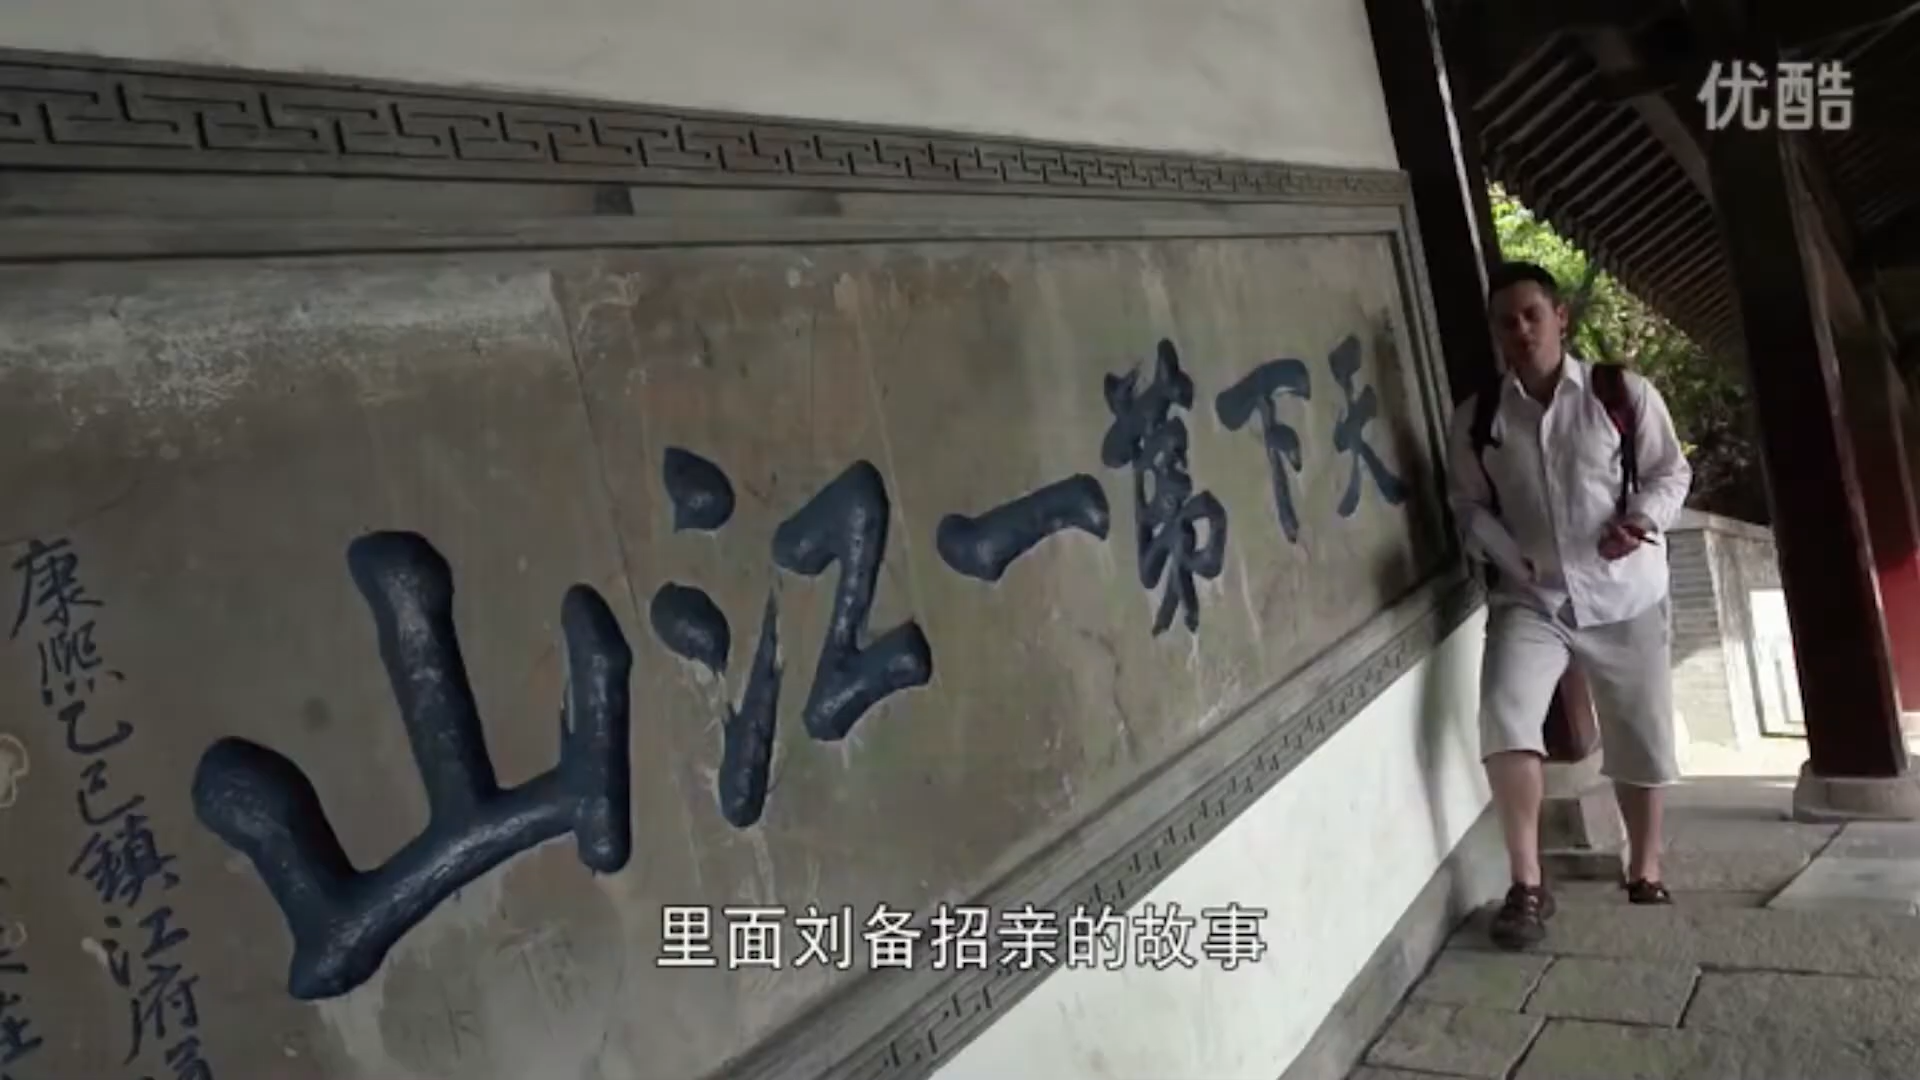 优酷
天下第一江山
康熙乙巳鎮江府
里面刘备招亲的故事